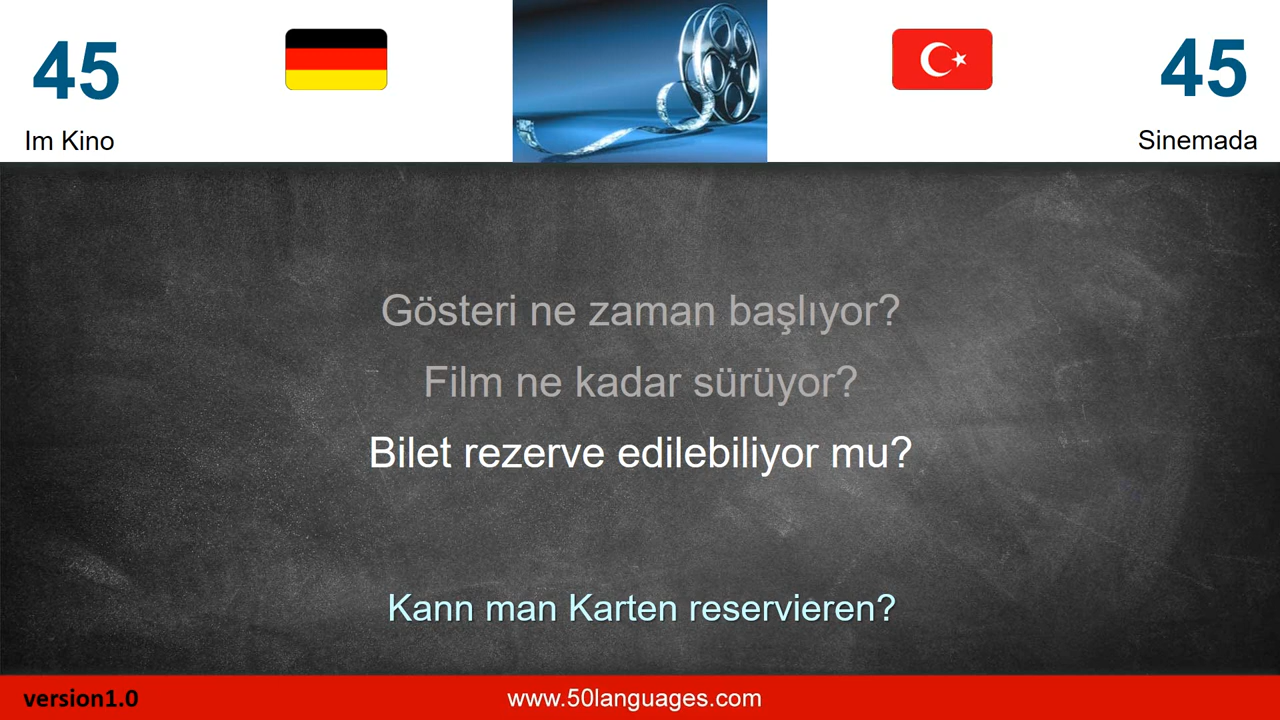 45
45
Im Kino
Sinemada
Gösteri ne zaman başlıyor?
Film ne kadar sürüyor?
Bilet rezerve edilebiliyor mu?
Kann man Karten reservieren?
version1.0
www.50languages.com